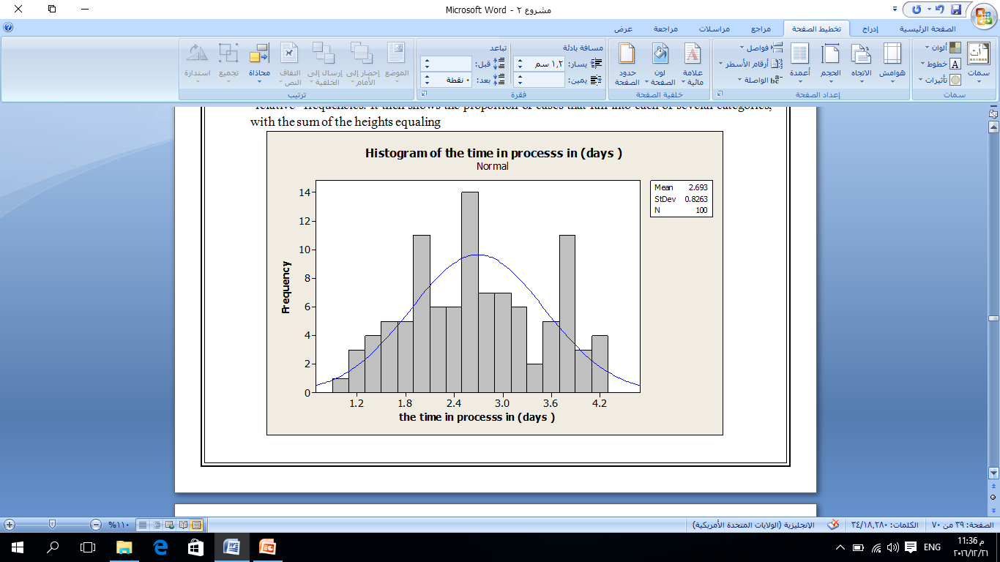 مشروع ٢ - Microsoft Word
الصفحة الرئيسية إدراج تخطيط الصفحة مراجع مراسلات مراجعة عرض
سمات
ألوان
خطوط
تأثيرات
سمات
هوامش
الاتجاه
الحجم
أعمدة
فواصل
أرقام الأسطر
الواصلة
إعداد الصفحة
علامة مائية
لون الصفحة
حدود الصفحة
خلفية الصفحة
مسافة بادئة
يسار: ١,٢ سم
يمين:
تباعد
قبل:
بعد: ٠ نقطة
فقرة
الموضع
إحضار إلى الأمام
إرسال إلى الخلفية
التفاف النص
محاذاة
تجميع
استدارة
ترتيب
"relative" frequencies. It then shows the proportion of cases that fall into each of several categories,
with the sum of the heights equaling
Histogram of the time in processs in (days )
Normal
Mean 2.693
StDev 0.8263
N 100
Frequency
14
12
10
8
6
4
2
0
1.2 1.8 2.4 3.0 3.6 4.2
the time in processs in (days )
الصفحة: ٣٩ من ٧٠
الكلمات: ٣٤/١٨,٢٨٠
الإنجليزية (الولايات المتحدة الأمريكية)
%١١٠
ENG
11:36 م
٢٠١٦/١٢/٢١